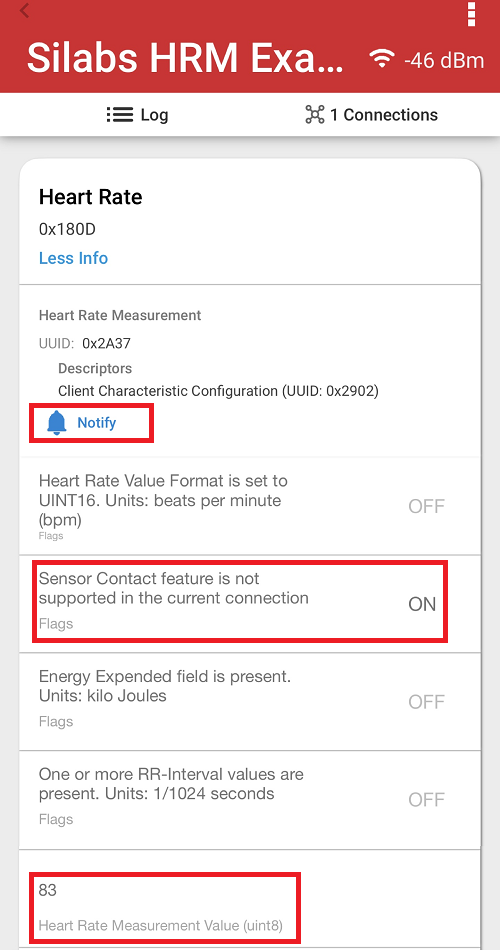 Silabs HRM Exa...
-46 dBm
Log
1 Connections
Heart Rate
0x180D
Less Info
Heart Rate Measurement
UUID: 0x2A37
Descriptors
Client Characteristic Configuration (UUID: 0x2902)
Notify
Heart Rate Value Format is set to
UINT16. Units: beats per minute
(bpm)
Flags
OFF
Sensor Contact feature is not
supported in the current connection
Flags
ON
Energy Expended field is present.
Units: kilo Joules
Flags
OFF
One or more RR-Interval values are
present. Units: 1/1024 seconds
Flags
OFF
83
Heart Rate Measurement Value (uint8)